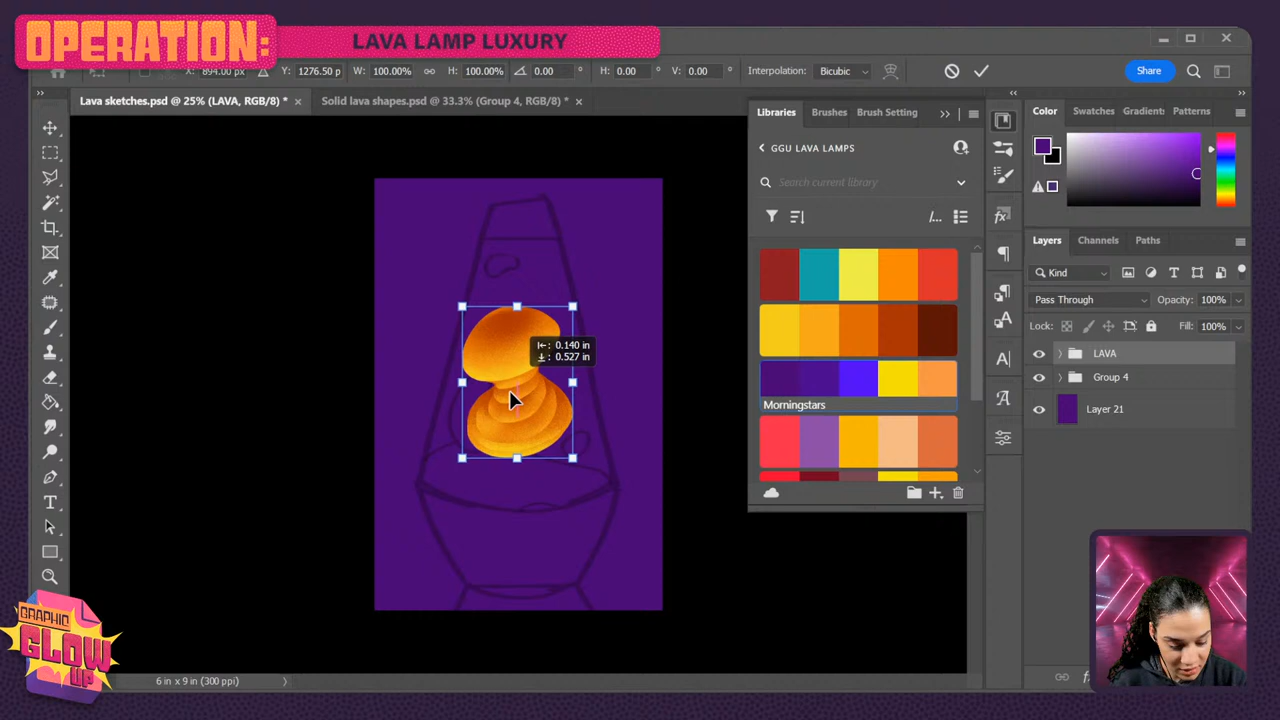 OPERATION:
LAVA LAMP LUXURY
X: 894.00 px
Y: 1276.50 p
W: 100.00%
H: 100.00%
0.00 °
H: 0.00 °
V: 0.00 °
Interpolation: Bicubic
Share
Lava sketches.psd @ 25% (LAVA, RGB/8) * ×
Solid lava shapes.psd @ 33.3% (Group 4, RGB/8) * ×
Libraries
Brushes
Brush Setting
GGU LAVA LAMPS
Search current library
Morningstars
: 0.140 in
: 0.527 in
Color
Swatches
Gradient:
Patterns
Layers
Channels
Paths
Kind
Pass Through
Opacity: 100%
Lock:
Fill: 100%
LAVA
Group 4
Layer 21
GRAPHIC
GLOW
UP
6 in x 9 in (300 ppi)